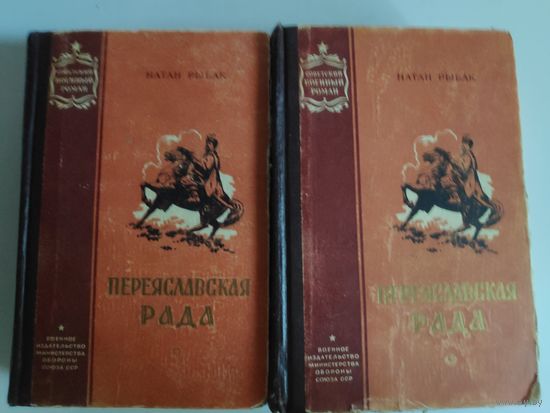 СОВЕТСКИЙ
ВОЕННЫЙ
РОМАН
НАТАН РЫБАК
ПЕРЕЯСЛАВСКАЯ
РАДА
ВОЕННОЕ
ИЗДАТЕЛЬСТВО
МИНИСТЕРСТВА
ОБОРОНЫ
СОЮЗА ССР
СОВЕТСКИЙ
ВОЕННЫЙ
РОМАН
НАТАН РЫБАК
ПЕРЕЯСЛАВСКАЯ
РАДА
ВОЕННОЕ
ИЗДАТЕЛЬСТВО
МИНИСТЕРСТВА
ОБОРОНЫ
СОЮЗА ССР